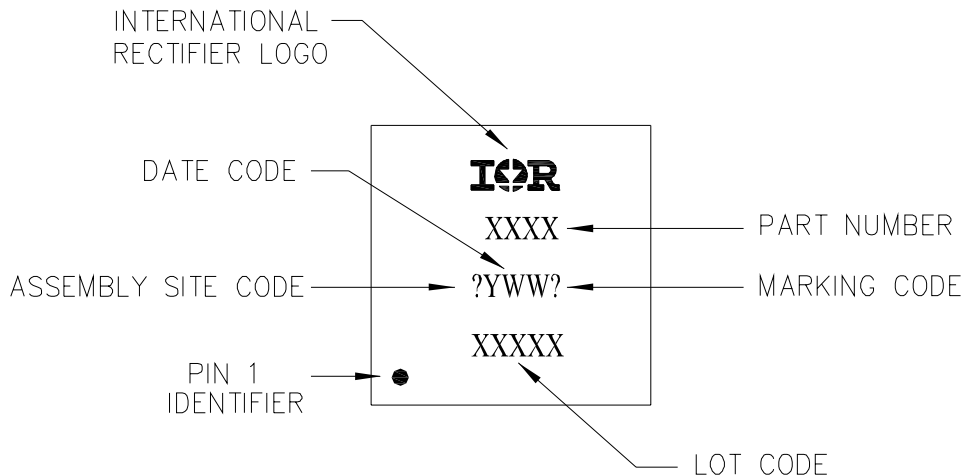 INTERNATIONAL
RECTIFIER LOGO
IOR
DATE CODE
XXXX
PART NUMBER
ASSEMBLY SITE CODE
?YWW?
MARKING CODE
XXXXX
PIN 1
IDENTIFIER
LOT CODE